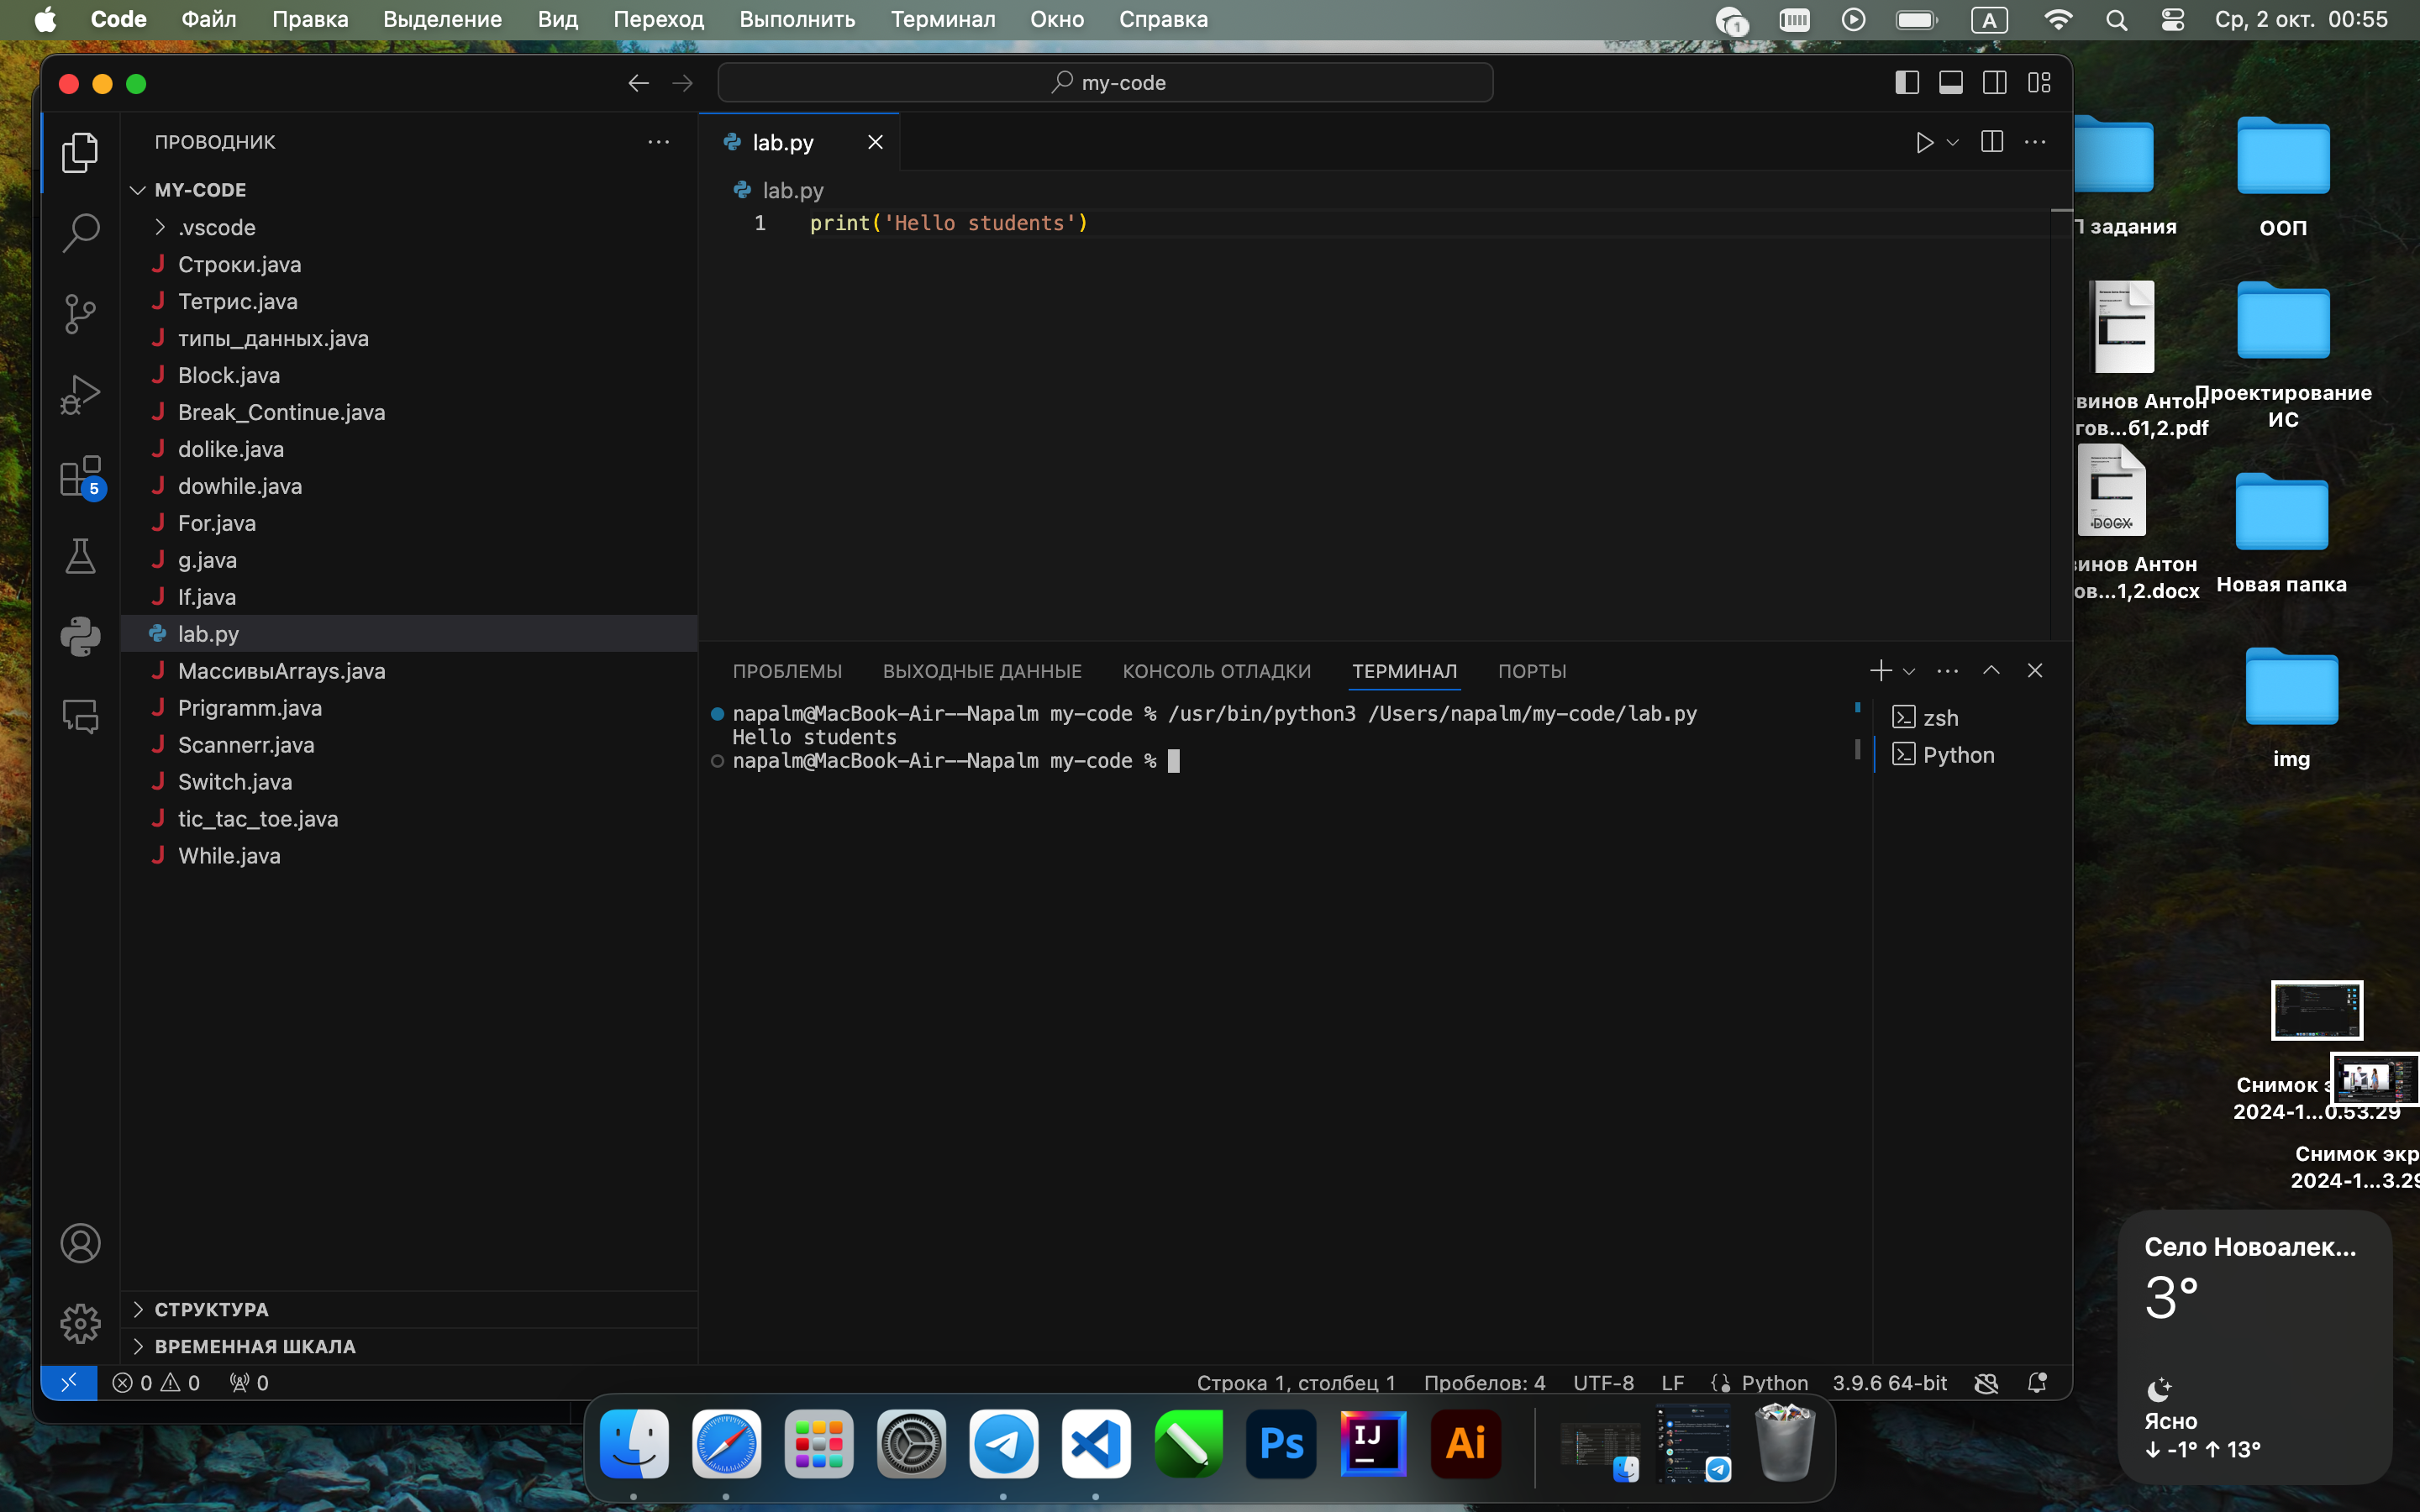 Code Файл Правка Выделение Вид Переход Выполнить Терминал Окно Справка
1 A Ср, 2 окт. 00:55
my-code
ПРОВОДНИК
MY-CODE
.vscode
Строки.java
Тетрис.java
типы_данных.java
Block.java
Break_Continue.java
dolike.java
dowhile.java
For.java
g.java
If.java
lab.py
МассивыArrays.java
Prigramm.java
Scannerr.java
Switch.java
tic_tac_toe.java
While.java
СТРУКТУРА
ВРЕМЕННАЯ ШКАЛА
5
lab.py
lab.py
1 print('Hello students')
ПРОБЛЕМЫ ВЫХОДНЫЕ ДАННЫЕ КОНСОЛЬ ОТЛАДКИ ТЕРМИНАЛ ПОРТЫ
napalm@MacBook-Air--Napalm my-code % /usr/bin/python3 /Users/napalm/my-code/lab.py
Hello students
napalm@MacBook-Air--Napalm my-code %
zsh
Python
0 0 0
Строка 1, столбец 1 Пробелов: 4 UTF-8 LF Python 3.9.6 64-bit
задания
ООП
винов Антон
гов...б1,2.pdf
Проектирование
ИС
DOCX
винов Антон
ов...1,2.docx
Новая папка
img
Снимок
2024-1...0.53.29
Снимок экр
2024-1...3.29
Село Новоалек...
3°
Ясно
↓ -1° ↑ 13°
Ps
IJ
Ai